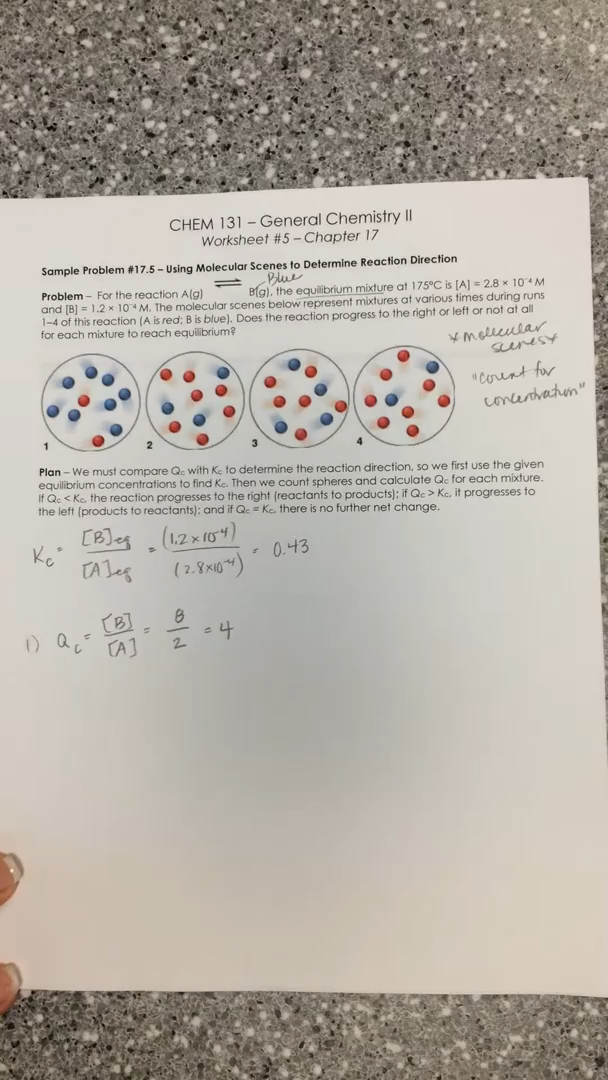 CHEM 131 – General Chemistry II
Worksheet #5 – Chapter 17
Sample Problem #17.5 – Using Molecular Scenes to Determine Reaction Direction
Blue
Problem – For the reaction A(g) ⇌ B(g), the equilibrium mixture at 175°C is [A] = 2.8 × 10⁻⁴ M
and [B] = 1.2 × 10⁻⁴ M. The molecular scenes below represent mixtures at various times during runs
1–4 of this reaction (A is red; B is blue). Does the reaction progress to the right or left or not at all
for each mixture to reach equilibrium?
*molecular
scenes*
"count for
concentration"
1 2 3 4
Plan – We must compare Qc with Kc to determine the reaction direction, so we first use the given
equilibrium concentrations to find Kc. Then we count spheres and calculate Qc for each mixture.
If Qc < Kc, the reaction progresses to the right (reactants to products); if Qc > Kc, it progresses to
the left (products to reactants); and if Qc = Kc, there is no further net change.
Kc = [B]eq / [A]eq = (1.2×10⁻⁴) / (2.8×10⁻⁴) = 0.43
1) Qc = [B] / [A] = 8 / 2 = 4